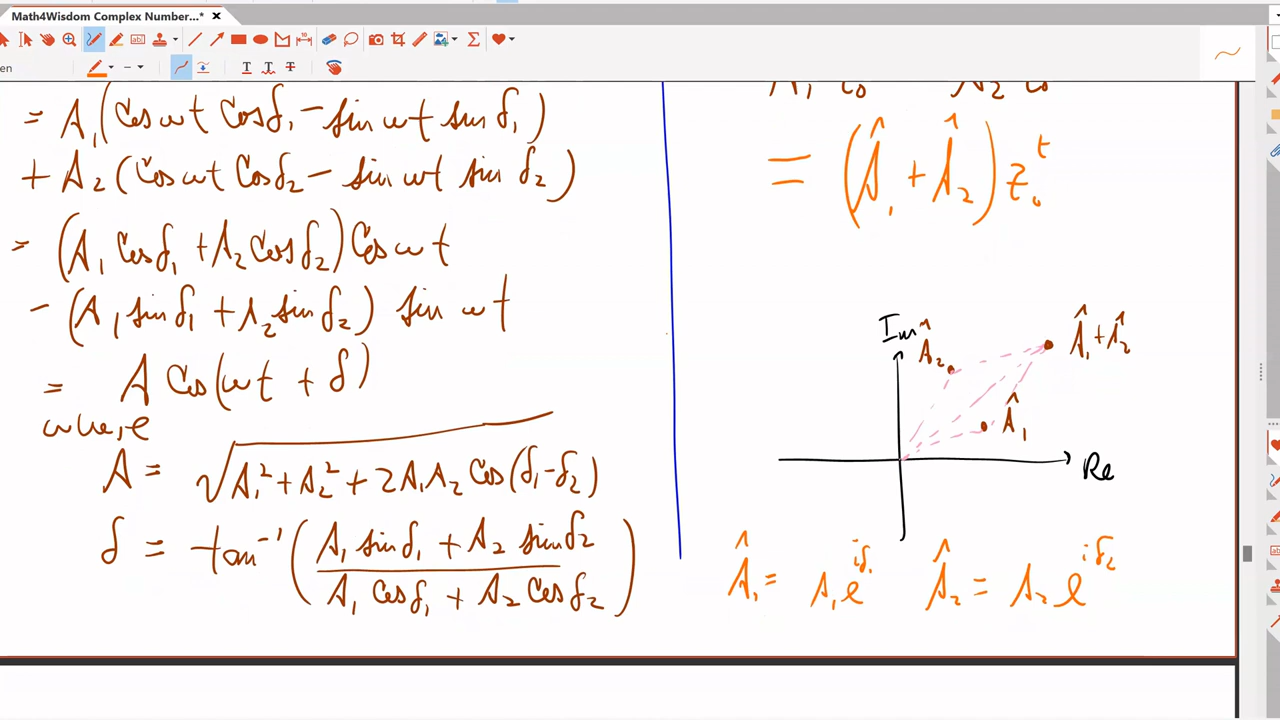 Math4Wisdom Complex Number...* ×
en
= A₁(Cos ωt Cos δ₁ − sin ωt sin δ₁)
+ A₂(Cos ωt Cos δ₂ − sin ωt sin δ₂)
= (A₁ Cos δ₁ + A₂ Cos δ₂) Cos ωt
− (A₁ sin δ₁ + A₂ sin δ₂) sin ωt
= A Cos(ωt + δ)
where
A = √(A₁² + A₂² + 2A₁A₂ Cos(δ₁ − δ₂))
δ = tan⁻¹((A₁ sin δ₁ + A₂ sin δ₂)/(A₁ Cos δ₁ + A₂ Cos δ₂))
= (Â₁ + Â₂) z₀ᵗ
Im
Â₂
Â₁ + Â₂
Â₁
Re
Â₁ = A₁e^{iδ₁} Â₂ = A₂e^{iδ₂}